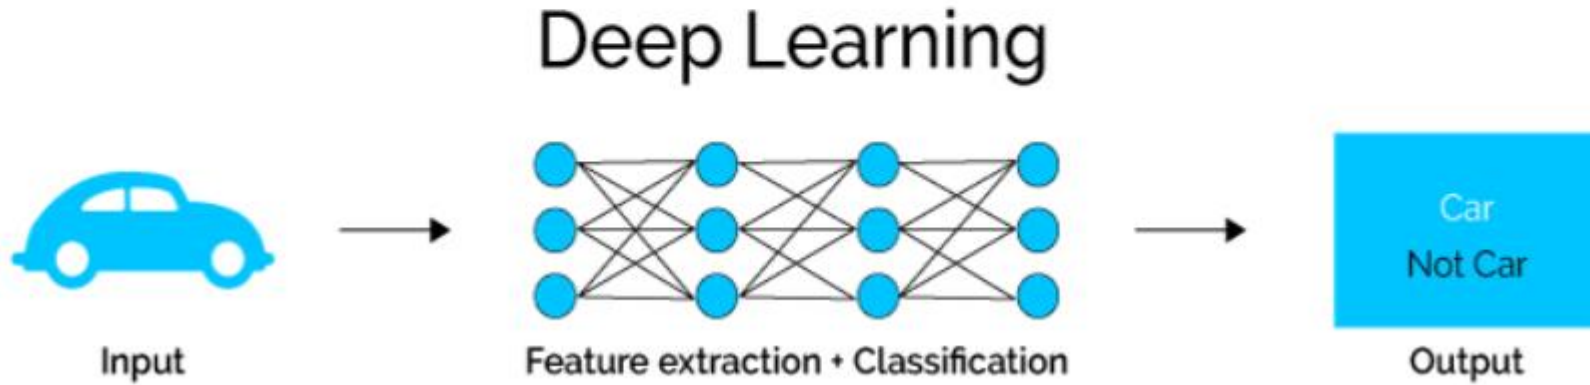 Deep Learning
Car
Not Car
Input
Feature extraction + Classification
Output